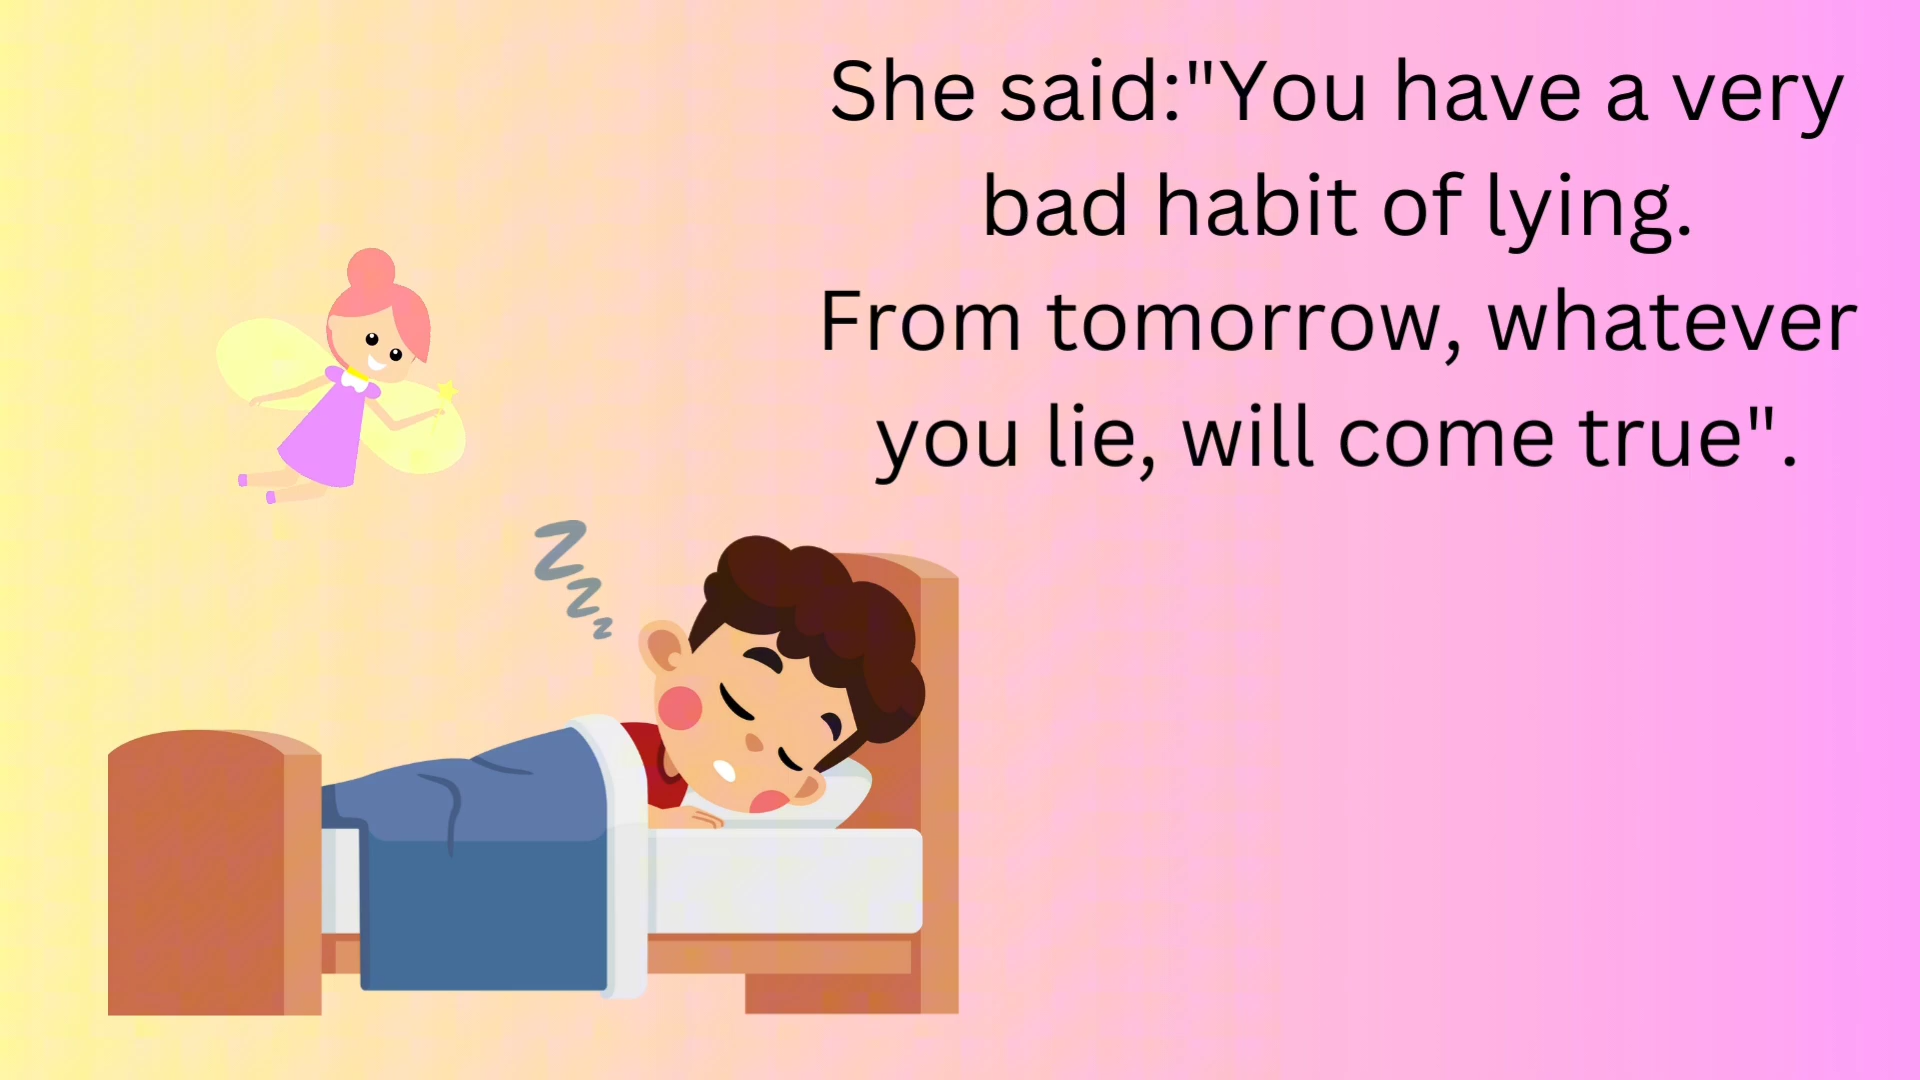 She said:"You have a very
bad habit of lying.
From tomorrow, whatever
you lie, will come true".
Z
Z
Z